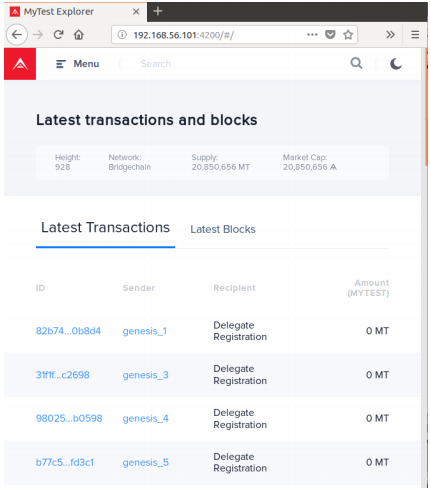 MyTest Explorer
192.168.56.101:4200/#/
Menu
Search
Latest transactions and blocks
Height: Network: Supply: Market Cap:
928 Bridgechain 20,850,656 MT 20,850,656 Ѧ
Latest Transactions Latest Blocks
ID Sender Recipient Amount (MYTEST)
82b74...0b8d4 genesis_1 Delegate Registration 0 MT
31f1f...c2698 genesis_3 Delegate Registration 0 MT
98025...b0598 genesis_4 Delegate Registration 0 MT
b77c5...fd3c1 genesis_5 Delegate Registration 0 MT